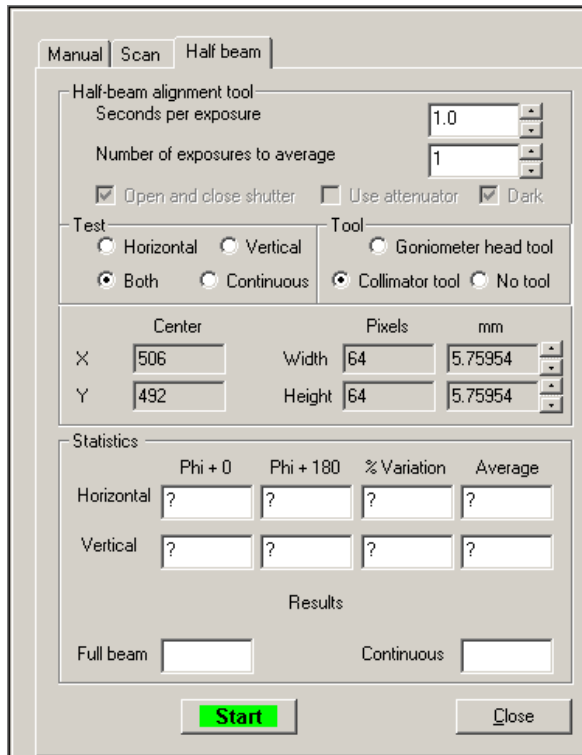 Manual Scan Half beam
Half-beam alignment tool
Seconds per exposure 1.0
Number of exposures to average 1
Open and close shutter Use attenuator Dark
Test Tool
Horizontal Vertical Goniometer head tool
Both Continuous Collimator tool No tool
Center Pixels mm
X 506 Width 64 5.75954
Y 492 Height 64 5.75954
Statistics
Phi + 0 Phi + 180 % Variation Average
Horizontal ? ? ? ?
Vertical ? ? ? ?
Results
Full beam Continuous
Start Close